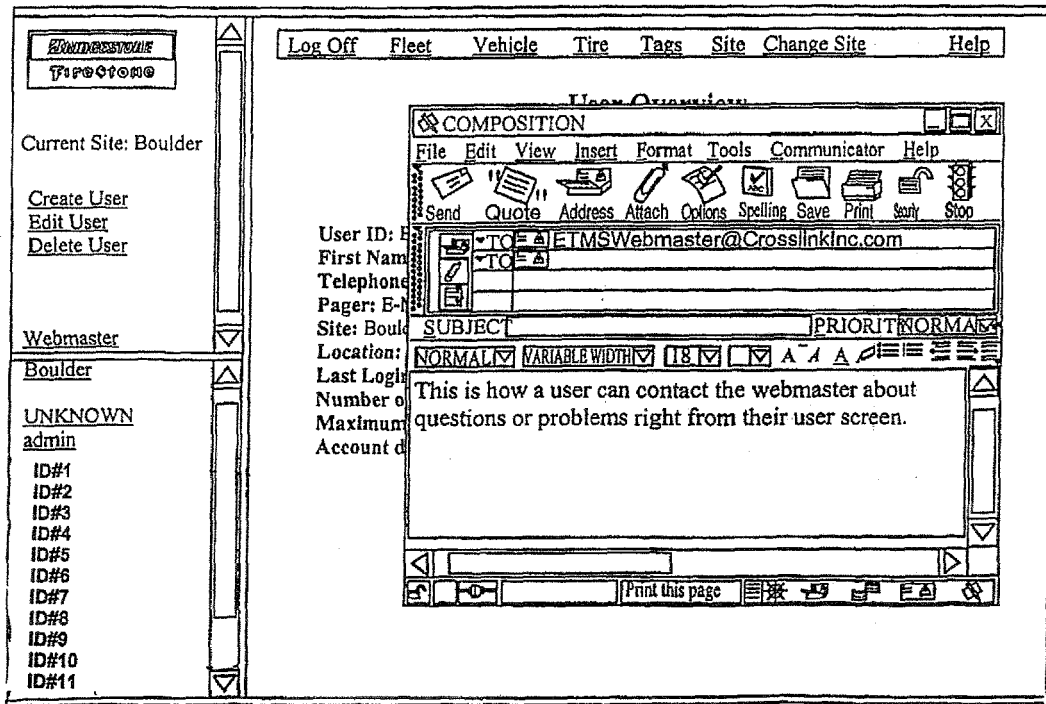 BRIDGESTONE
FIRESTONE
Current Site: Boulder
Create User
Edit User
Delete User
Webmaster
Boulder
UNKNOWN
admin
ID#1
ID#2
ID#3
ID#4
ID#5
ID#6
ID#7
ID#8
ID#9
ID#10
ID#11
Log Off Fleet Vehicle Tire Tags Site Change Site Help
User Overview
User ID:
First Nam
Telephone
Pager: E-
Site: Bould
Location:
Last Login
Number o
Maximum
Account d
COMPOSITION
File Edit View Insert Format Tools Communicator Help
Send Quote Address Attach Options Spelling Save Print Stop
TO ETMSWebmaster@CrosslinkInc.com
TO
SUBJECT PRIORIT NORMA
NORMAL VARIABLE WIDTH 18 A A A
This is how a user can contact the webmaster about
questions or problems right from their user screen.
Print this page